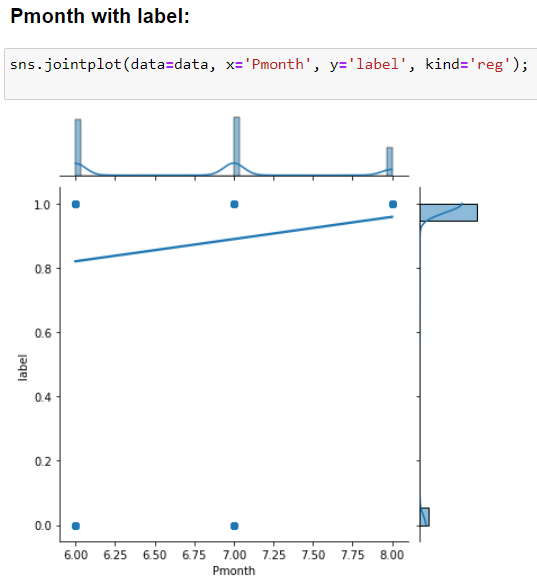 Pmonth with label:
sns.jointplot(data=data, x='Pmonth', y='label', kind='reg');
1.0
0.8
0.6
label
0.4
0.2
0.0
6.00 6.25 6.50 6.75 7.00 7.25 7.50 7.75 8.00
Pmonth